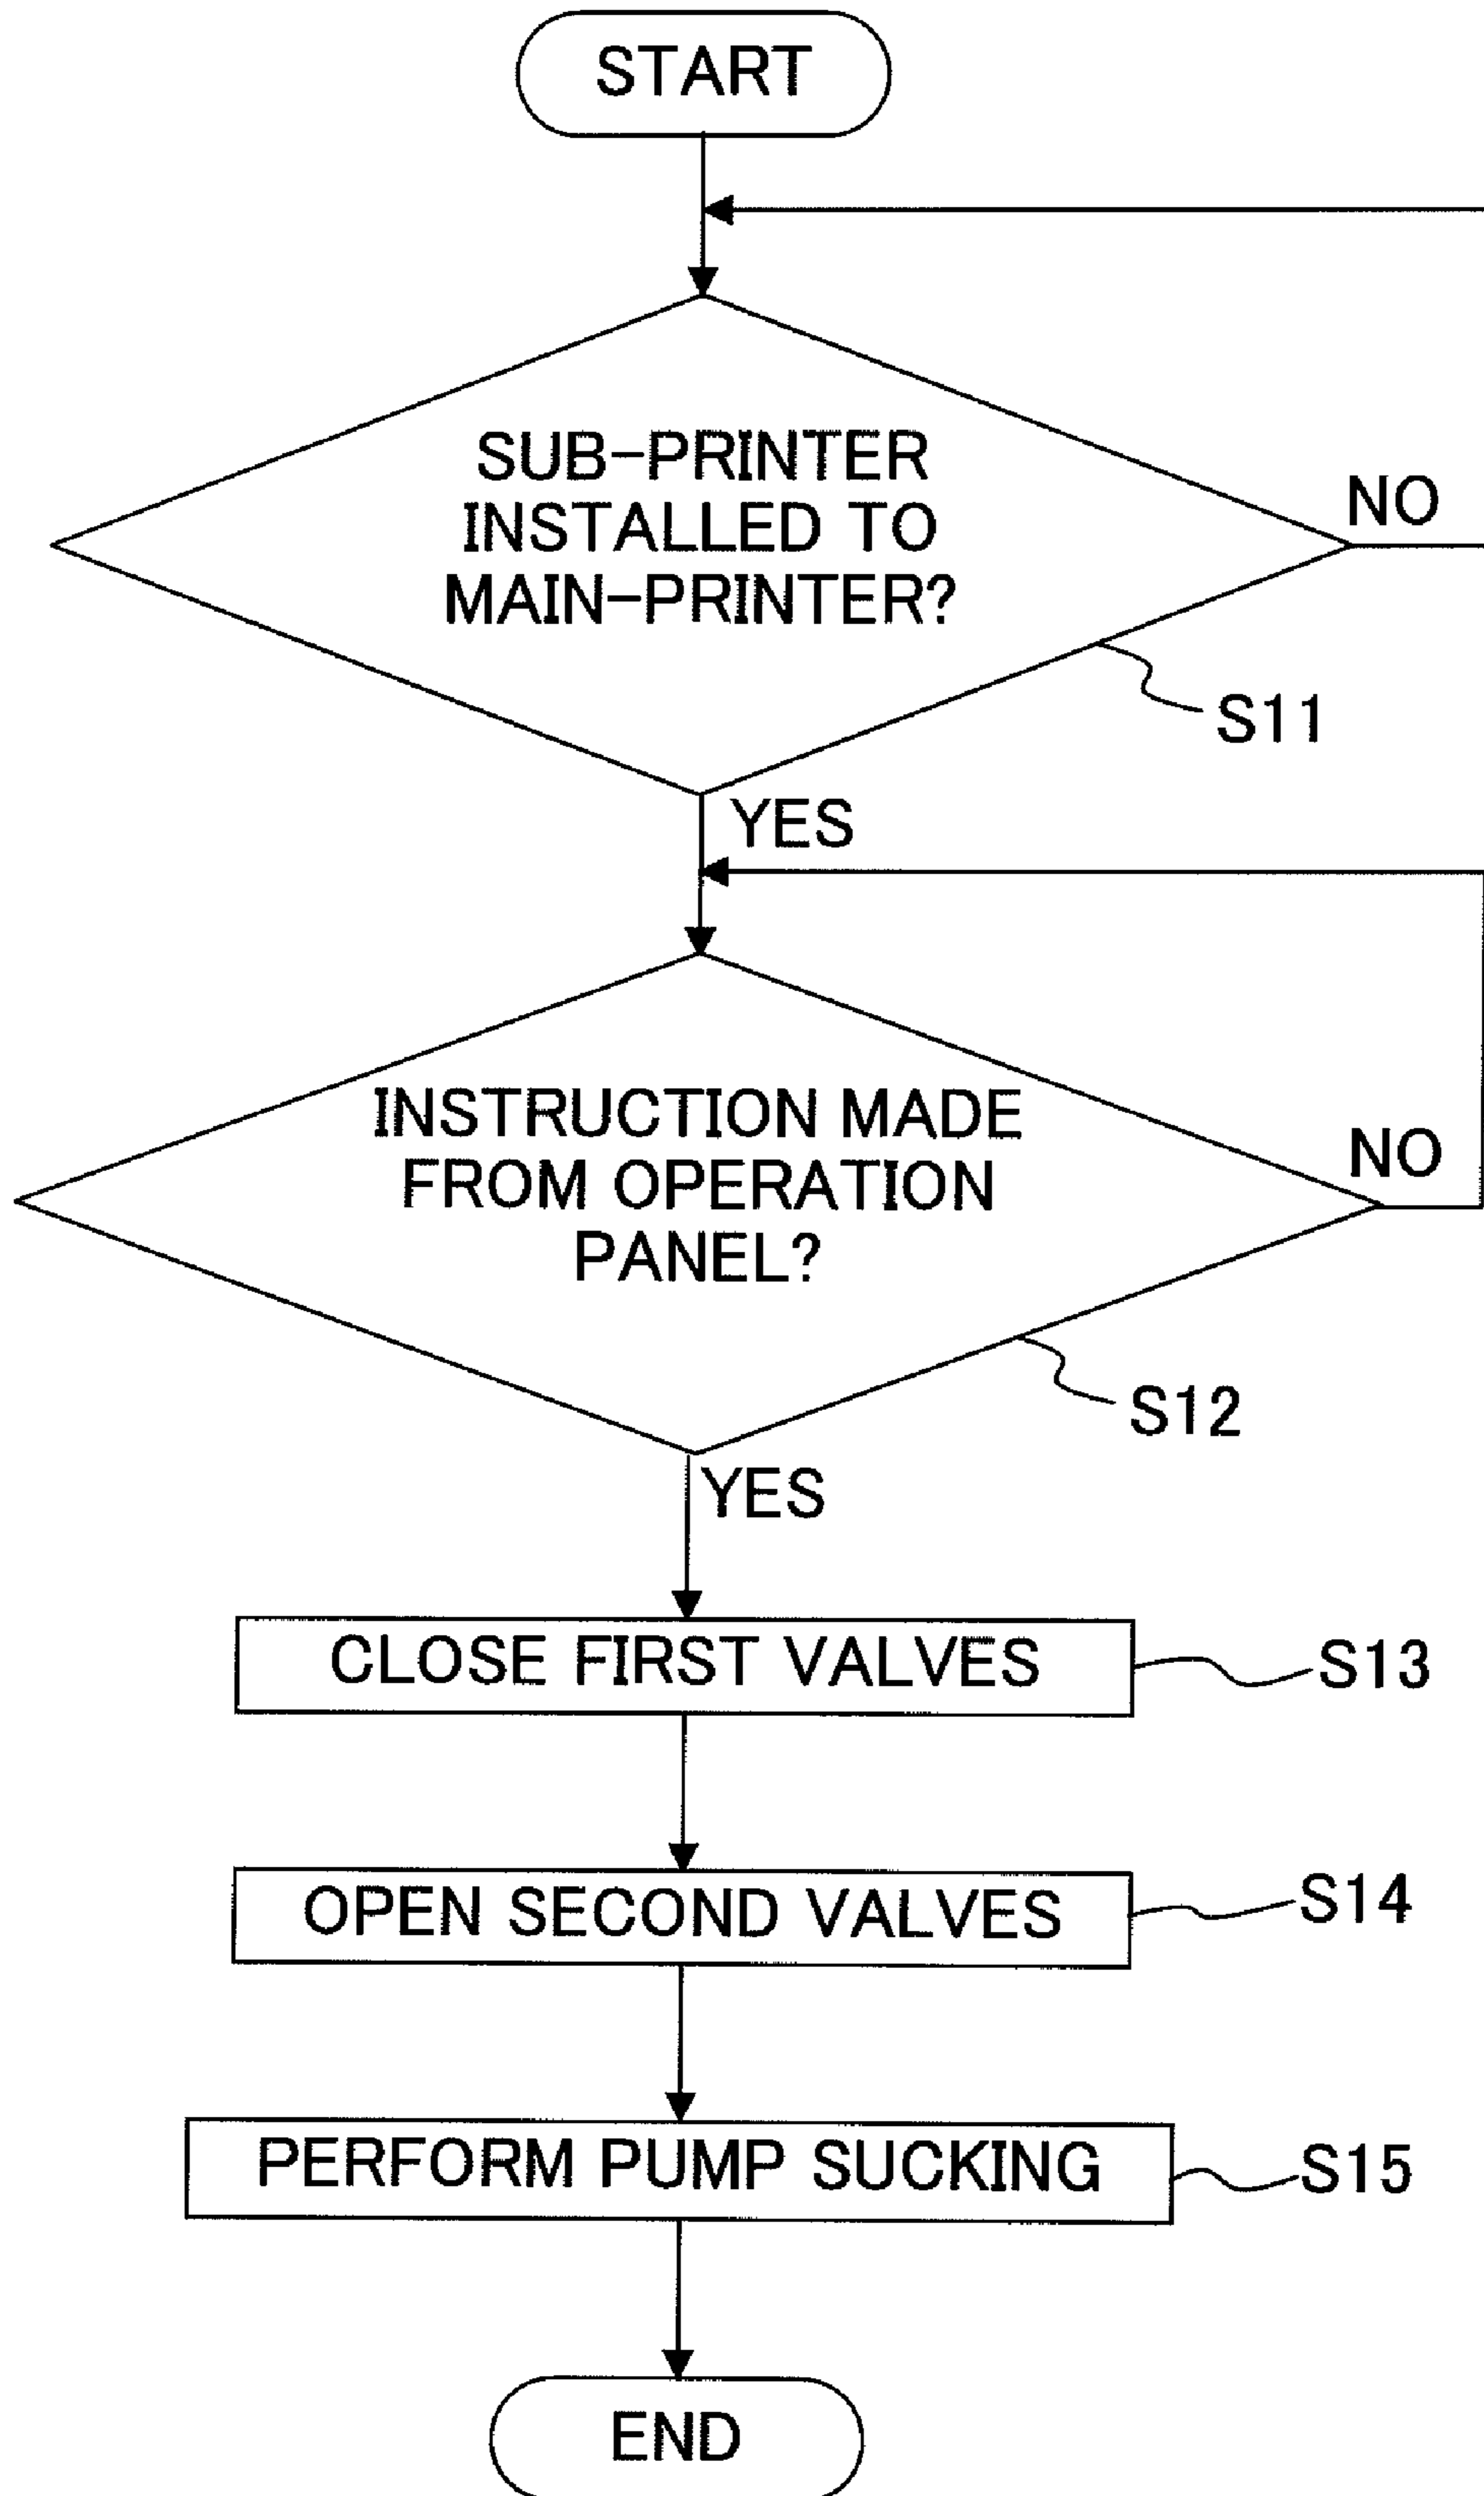 START
SUB-PRINTER
INSTALLED TO
MAIN-PRINTER?
NO
S11
YES
INSTRUCTION MADE
FROM OPERATION
PANEL?
NO
S12
YES
CLOSE FIRST VALVES
S13
OPEN SECOND VALVES
S14
PERFORM PUMP SUCKING
S15
END